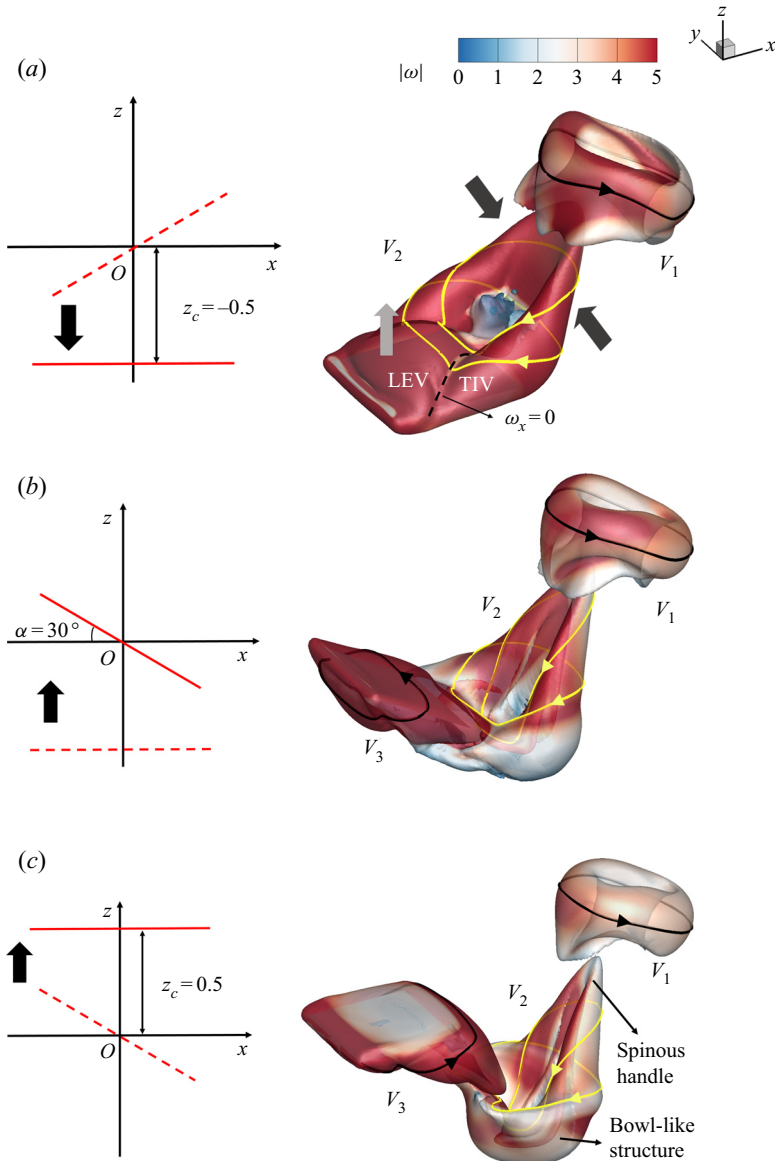 (a)
|ω| 0 1 2 3 4 5
z
y
x
z
O
x
z_c = –0.5
V_2
V_1
LEV TIV
ω_x = 0
(b)
z
α = 30°
O
x
V_2
V_1
V_3
(c)
z
z_c = 0.5
O
x
V_2
V_1
V_3
Spinous
handle
Bowl-like
structure